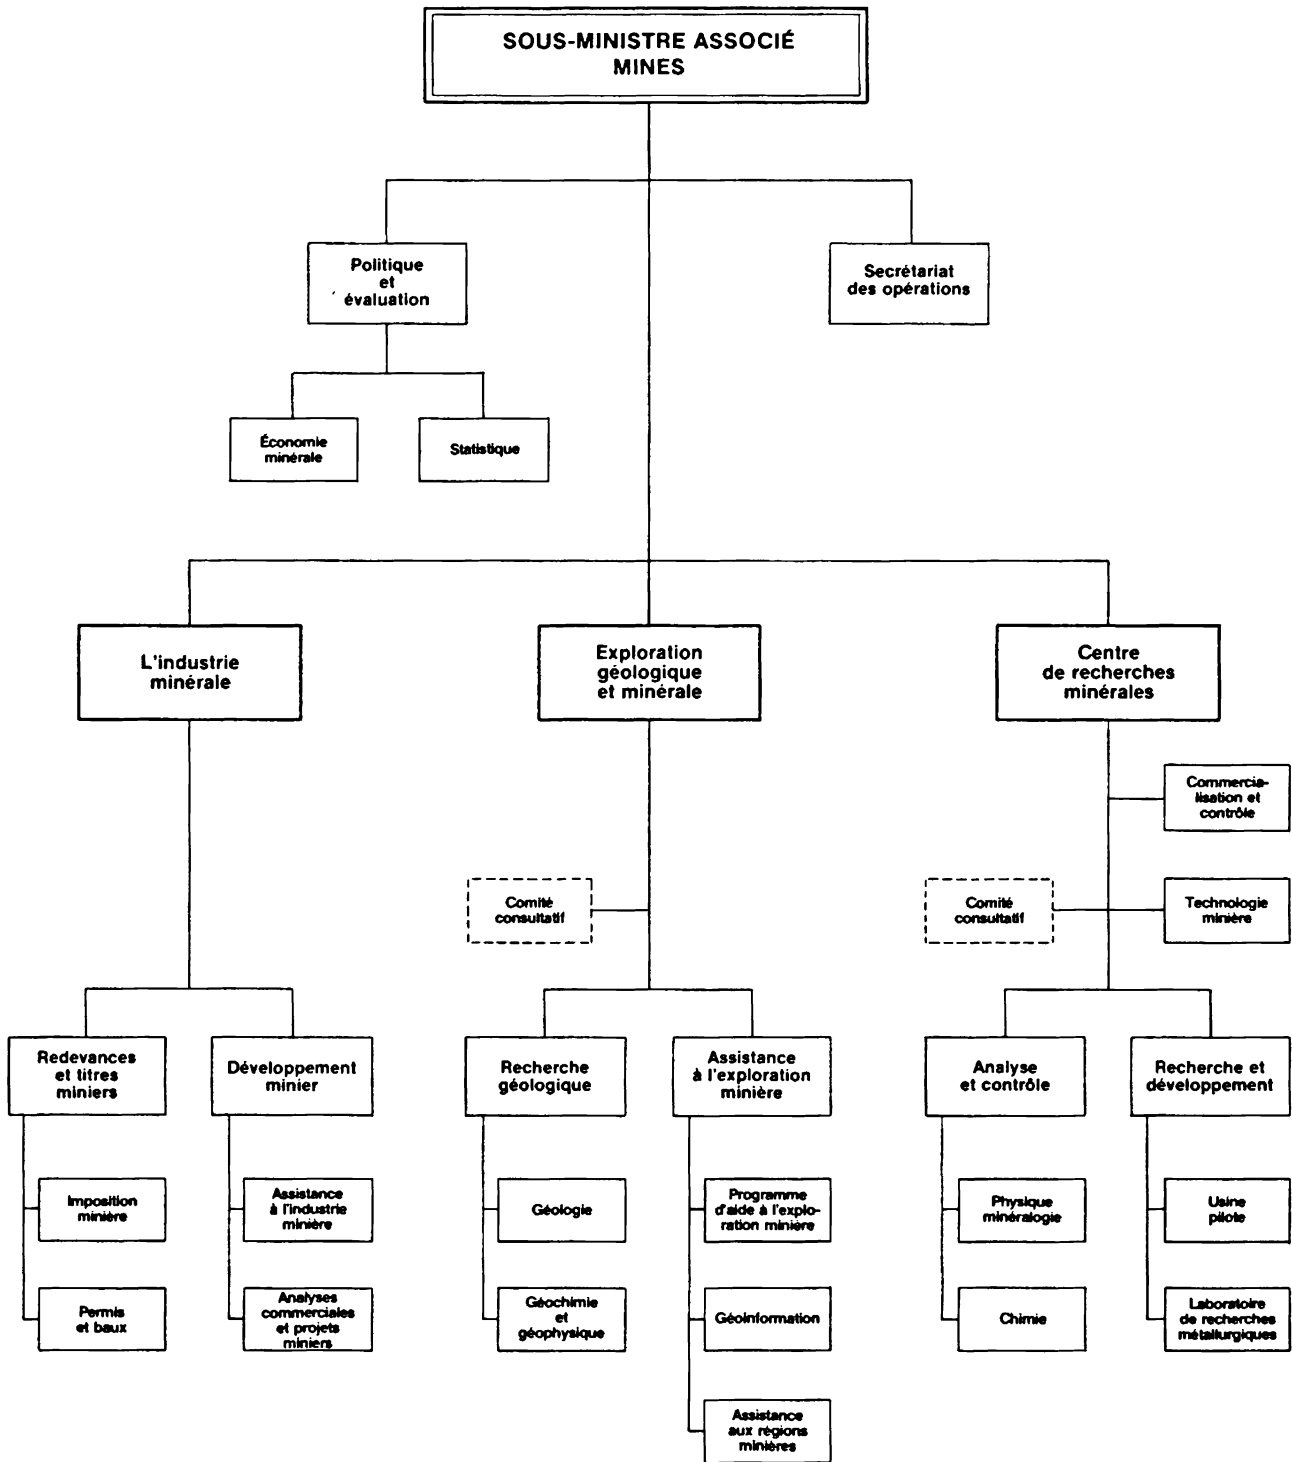 SOUS-MINISTRE ASSOCIÉ
MINES
Politique
et
évaluation
Secrétariat
des opérations
Économie
minérale
Statistique
L'industrie
minérale
Exploration
géologique
et minérale
Centre
de recherches
minérales
Commercia-
lisation et
contrôle
Comité
consultatif
Comité
consultatif
Technologie
minière
Redevances
et titres
miniers
Développement
minier
Recherche
géologique
Assistance
à l'exploration
minière
Analyse
et contrôle
Recherche et
développement
Imposition
minière
Assistance
à l'industrie
minière
Géologie
Programme
d'aide à l'explo-
ration minière
Physique
minéralogie
Usine
pilote
Permis
et baux
Analyses
commerciales
et projets
miniers
Géochimie
et
géophysique
Géoinformation
Chimie
Laboratoire
de recherches
métallurgiques
Assistance
aux régions
minières